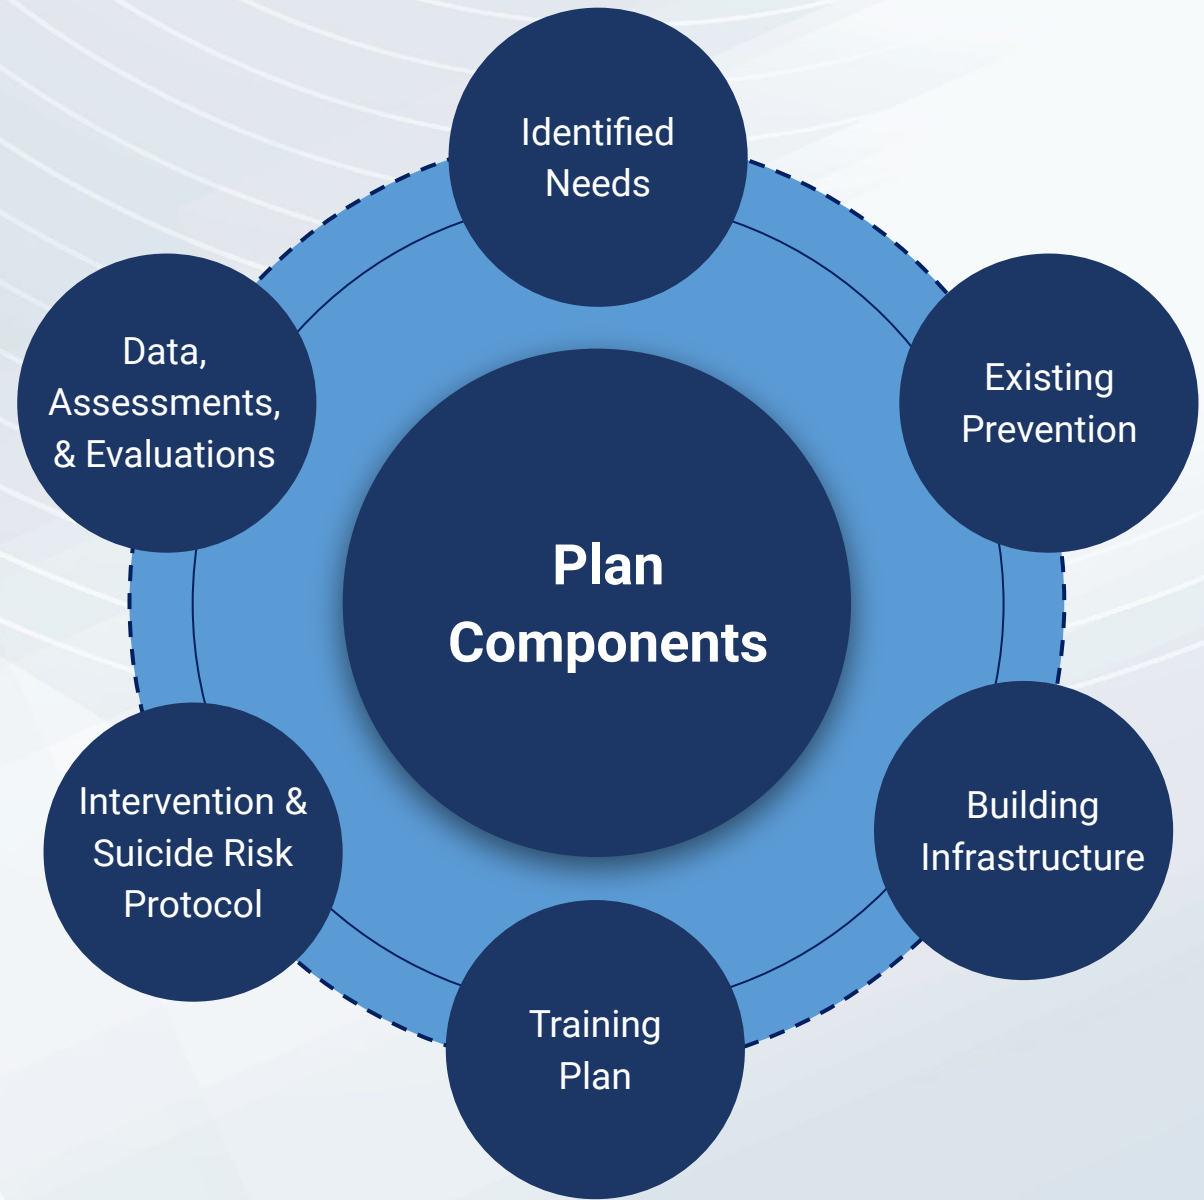 Identified
Needs
Existing
Prevention
Building
Infrastructure
Training
Plan
Intervention &
Suicide Risk
Protocol
Data,
Assessments,
& Evaluations
Plan
Components